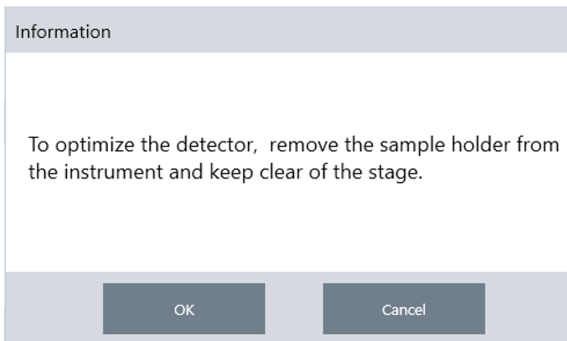 Information
To optimize the detector,  remove the sample holder from
the instrument and keep clear of the stage.
OK
Cancel